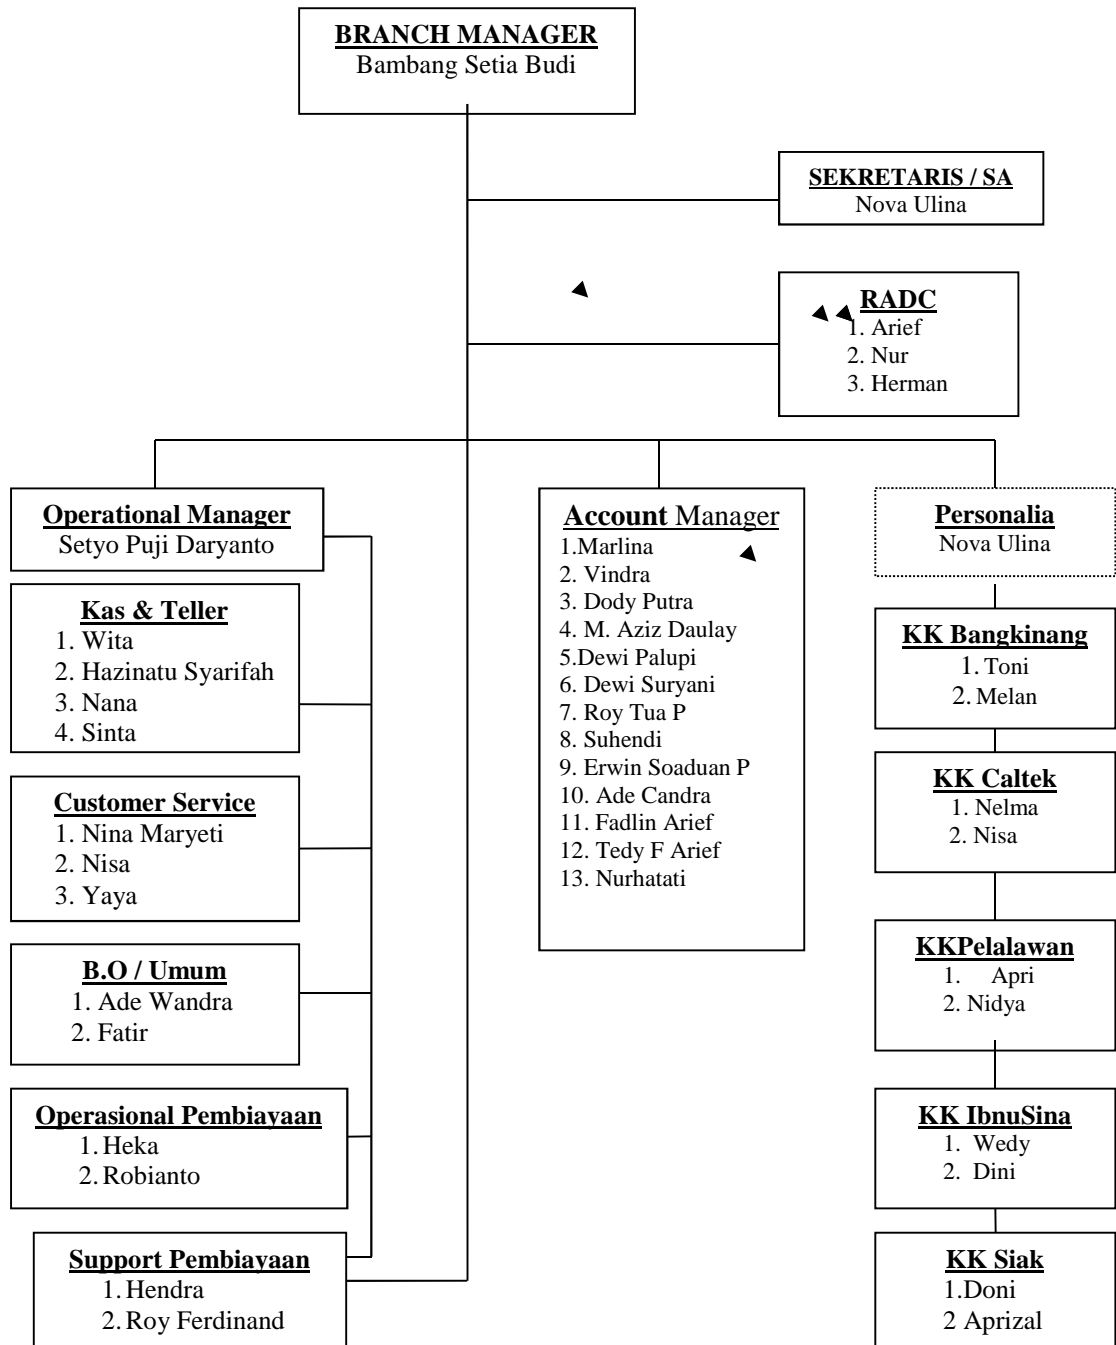 BRANCH MANAGER
Bambang Setia Budi
SEKRETARIS / SA
Nova Ulina
RADC
1. Arief
2. Nur
3. Herman
Operational Manager
Setyo Puji Daryanto
Kas & Teller
1. Wita
2. Hazinatu Syarifah
3. Nana
4. Sinta
Customer Service
1. Nina Maryeti
2. Nisa
3. Yaya
B.O / Umum
1. Ade Wandra
2. Fatir
Operasional Pembiayaan
1. Heka
2. Robianto
Support Pembiayaan
1. Hendra
2. Roy Ferdinand
Account Manager
1.Marlina
2. Vindra
3. Dody Putra
4. M. Aziz Daulay
5.Dewi Palupi
6. Dewi Suryani
7. Roy Tua P
8. Suhendi
9. Erwin Soaduan P
10. Ade Candra
11. Fadlin Arief
12. Tedy F Arief
13. Nurhatati
Personalia
Nova Ulina
KK Bangkinang
1. Toni
2. Melan
KK Caltek
1. Nelma
2. Nisa
KKPelalawan
1. Apri
2. Nidya
KK IbnuSina
1. Wedy
2. Dini
KK Siak
1.Doni
2 Aprizal